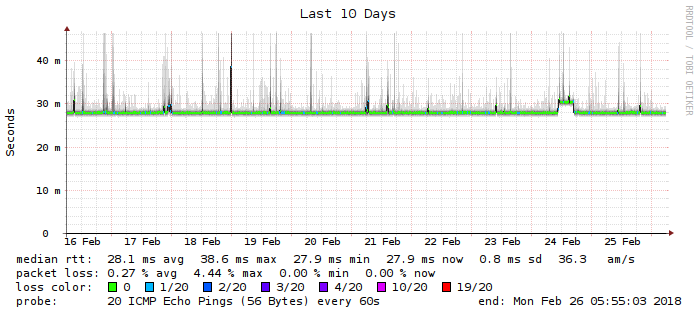 Last 10 Days
RRDTOOL / TOBI OETIKER
Seconds
40 m
30 m
20 m
10 m
0
16 Feb 17 Feb 18 Feb 19 Feb 20 Feb 21 Feb 22 Feb 23 Feb 24 Feb 25 Feb
median rtt: 28.1 ms avg 38.6 ms max 27.9 ms min 27.9 ms now 0.8 ms sd 36.3 am/s
packet loss: 0.27 % avg 4.44 % max 0.00 % min 0.00 % now
loss color: 0 1/20 2/20 3/20 4/20 10/20 19/20
probe: 20 ICMP Echo Pings (56 Bytes) every 60s end: Mon Feb 26 05:55:03 2018